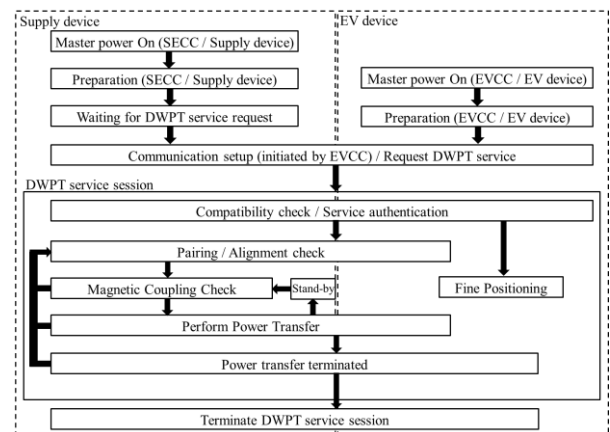 Supply device
EV device
Master power On (SECC / Supply device)
Preparation (SECC / Supply device)
Master power On (EVCC / EV device)
Waiting for DWPT service request
Preparation (EVCC / EV device)
Communication setup (initiated by EVCC) / Request DWPT service
DWPT service session
Compatibility check / Service authentication
Pairing / Alignment check
Magnetic Coupling Check
Stand-by
Fine Positioning
Perform Power Transfer
Power transfer terminated
Terminate DWPT service session